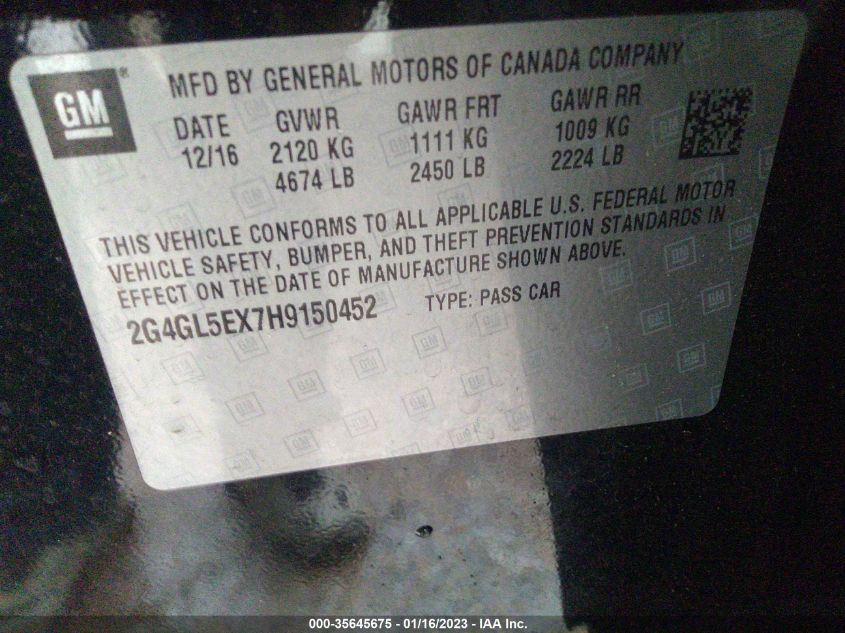 GM ®
MFD BY GENERAL MOTORS OF CANADA COMPANY
DATE GVWR GAWR FRT GAWR RR
12/16 2120 KG 1111 KG 1009 KG
4674 LB 2450 LB 2224 LB
THIS VEHICLE CONFORMS TO ALL APPLICABLE U.S. FEDERAL MOTOR
VEHICLE SAFETY, BUMPER, AND THEFT PREVENTION STANDARDS IN
EFFECT ON THE DATE OF MANUFACTURE SHOWN ABOVE.
2G4GL5EX7H9150452 TYPE: PASS CAR
000-35645675 - 01/16/2023 - IAA Inc.